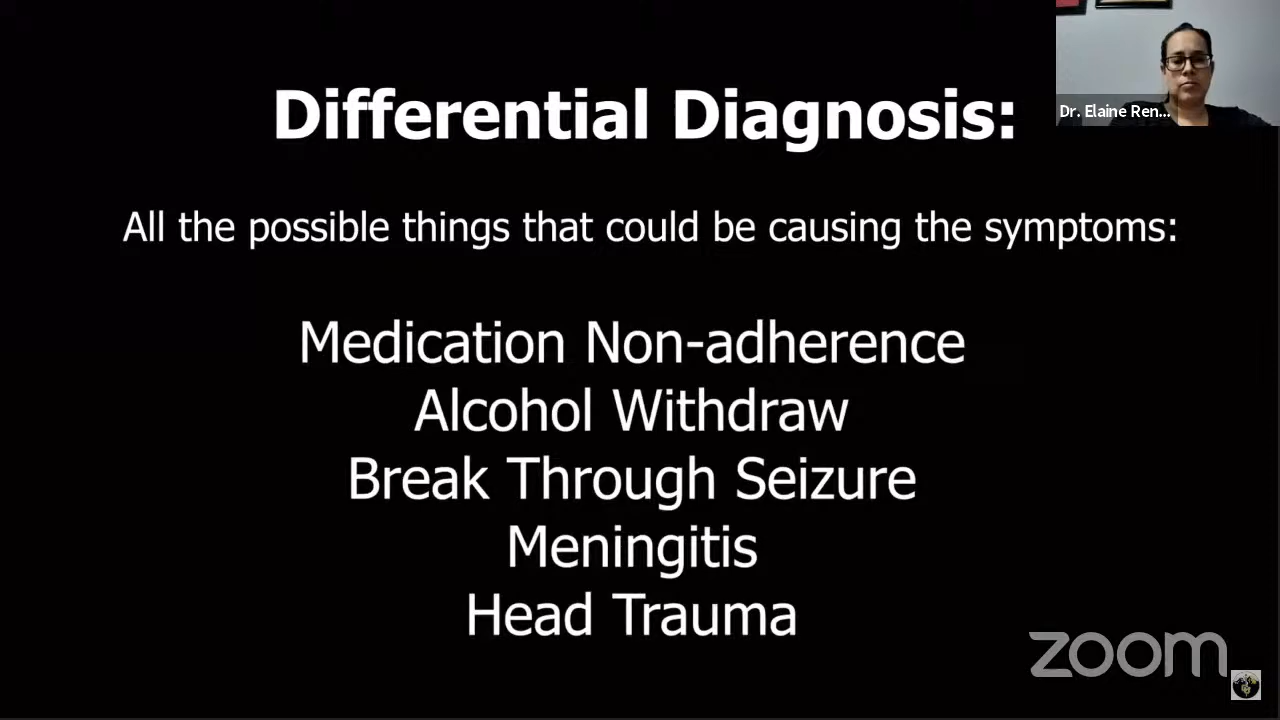 Differential Diagnosis:
Dr. Elaine Ren...
All the possible things that could be causing the symptoms:
Medication Non-adherence
Alcohol Withdraw
Break Through Seizure
Meningitis
Head Trauma
zoom